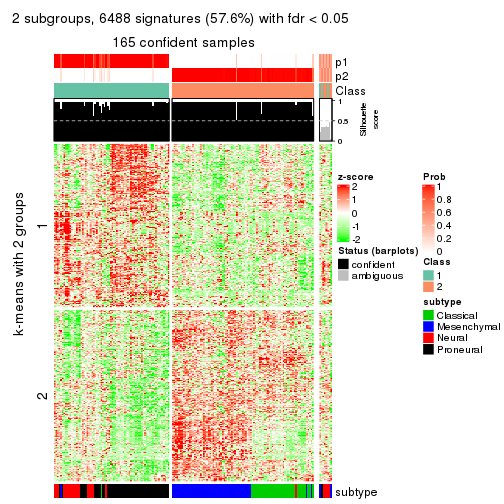 2 subgroups, 6488 signatures (57.6%) with fdr < 0.05
165 confident samples
p1
p2
Class
1
0.5
0
Silhouette
score
k-means with 2 groups
1
2
z-score
2
1
0
-1
-2
Status (barplots)
confident
ambiguous
Prob
1
0.8
0.6
0.4
0.2
0
Class
1
2
subtype
Classical
Mesenchymal
Neural
Proneural
subtype